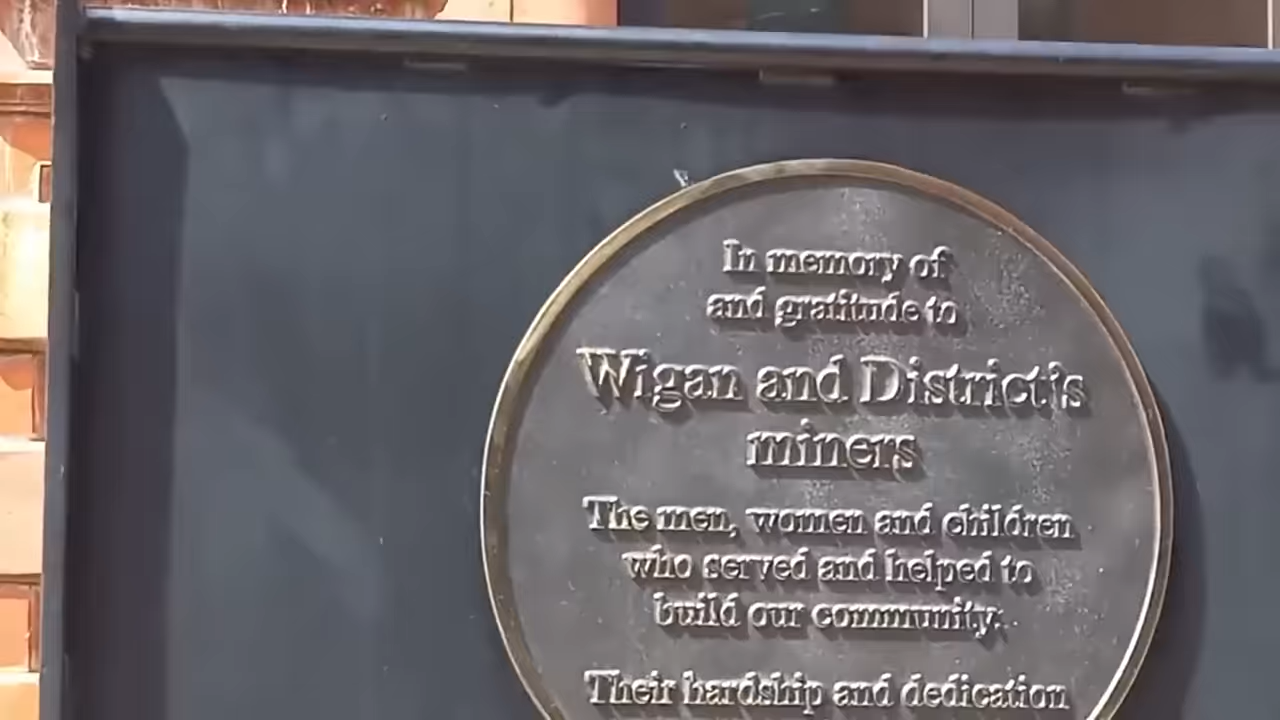 In memory of
and gratitude to
Wigan and District's
miners
The men, women and children
who served and helped to
build our community.
Their hardship and dedication